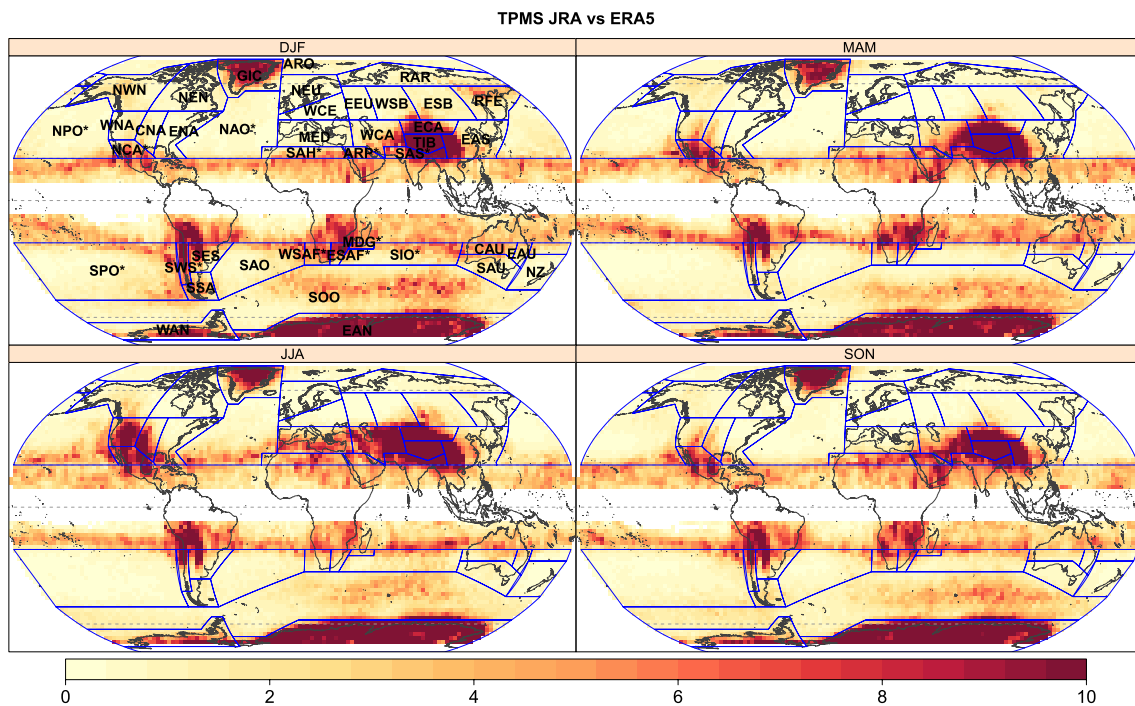 TPMS JRA vs ERA5
DJF
MAM
ARO
GIC
RAR
NWN
NEN
NEU
RFE
WCE
EEU
WSB
ESB
NPO*
WNA
CNA
ENA
NAO*
ECA
MED
WCA
TIB
EAS
NCA*
SAH*
ARP*
SAS*
MDG*
CAU
EAU
SES
WSAF*
ESAF*
SIO*
SPO*
SWS*
SAO
SAU
NZ
SSA
SOO
WAN
EAN
JJA
SON
0 2 4 6 8 10